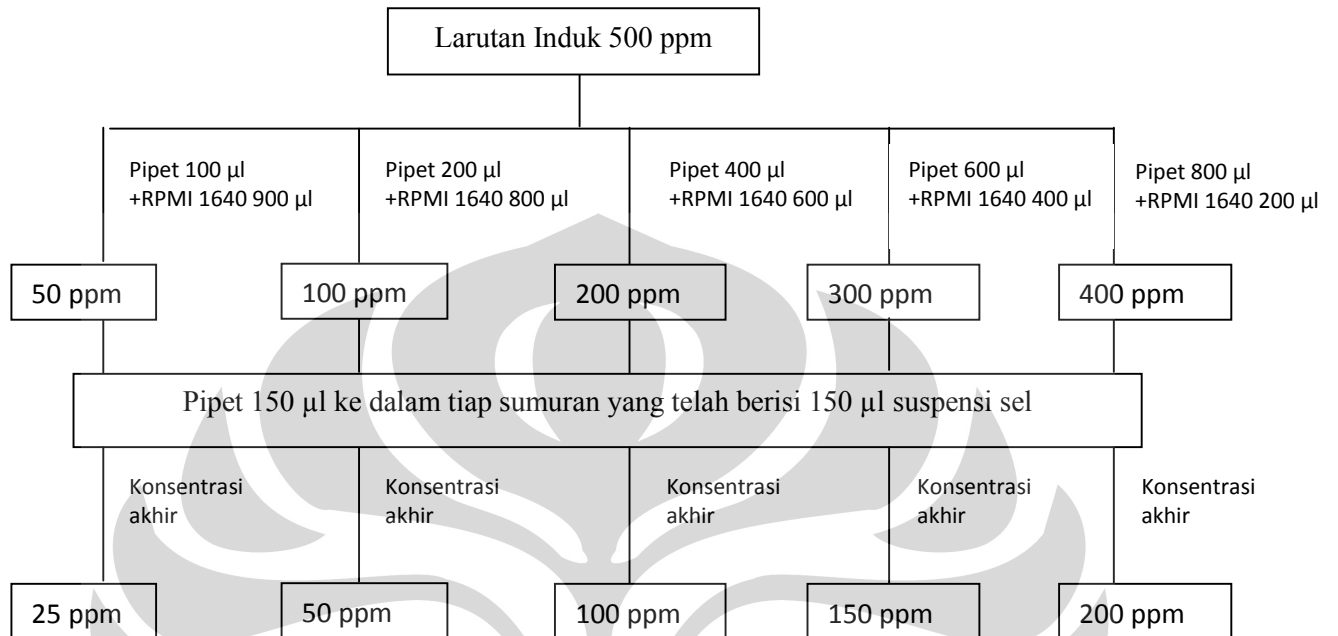 Larutan Induk 500 ppm
Pipet 100 µl
+RPMI 1640 900 µl
Pipet 200 µl
+RPMI 1640 800 µl
Pipet 400 µl
+RPMI 1640 600 µl
Pipet 600 µl
+RPMI 1640 400 µl
Pipet 800 µl
+RPMI 1640 200 µl
50 ppm
100 ppm
200 ppm
300 ppm
400 ppm
Pipet 150 µl ke dalam tiap sumuran yang telah berisi 150 µl suspensi sel
Konsentrasi
akhir
Konsentrasi
akhir
Konsentrasi
akhir
Konsentrasi
akhir
Konsentrasi
akhir
25 ppm
50 ppm
100 ppm
150 ppm
200 ppm